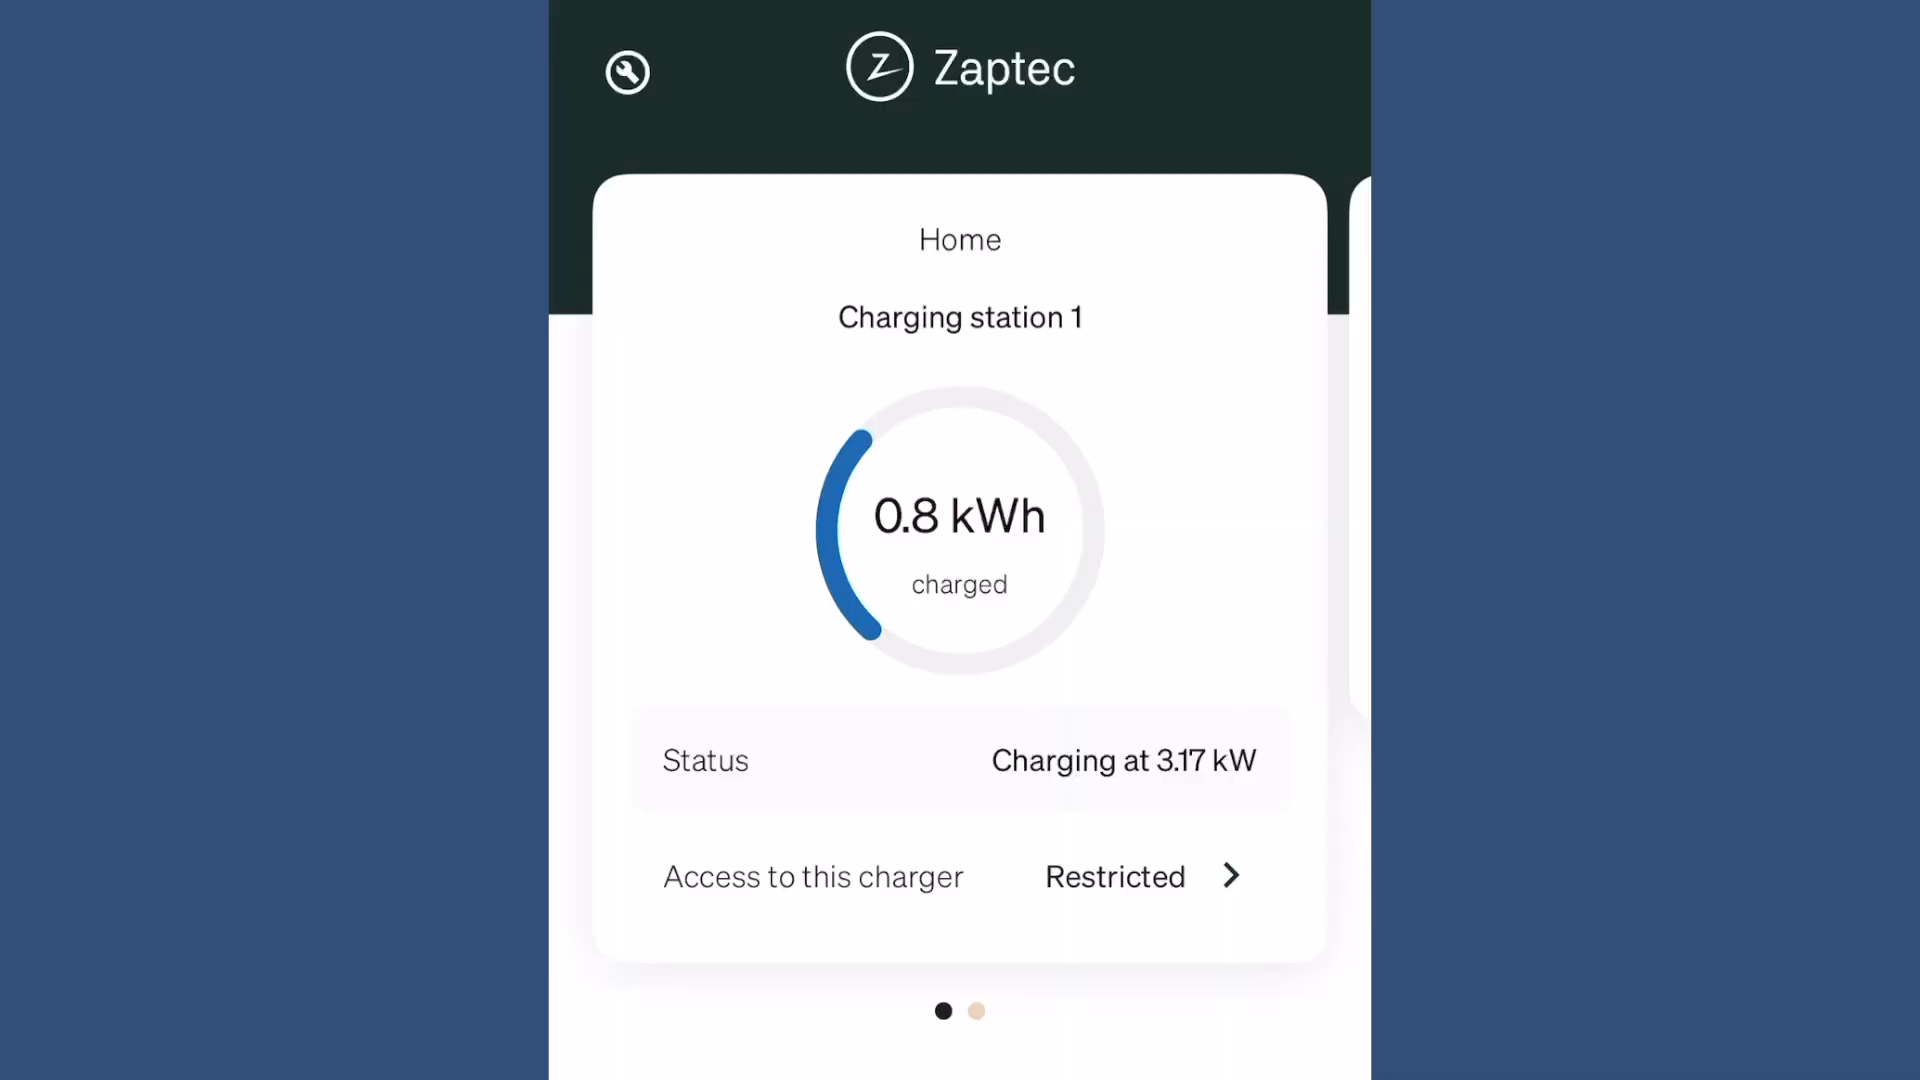 Zaptec
Home
Charging station 1
0.8 kWh
charged
Status Charging at 3.17 kW
Access to this charger Restricted